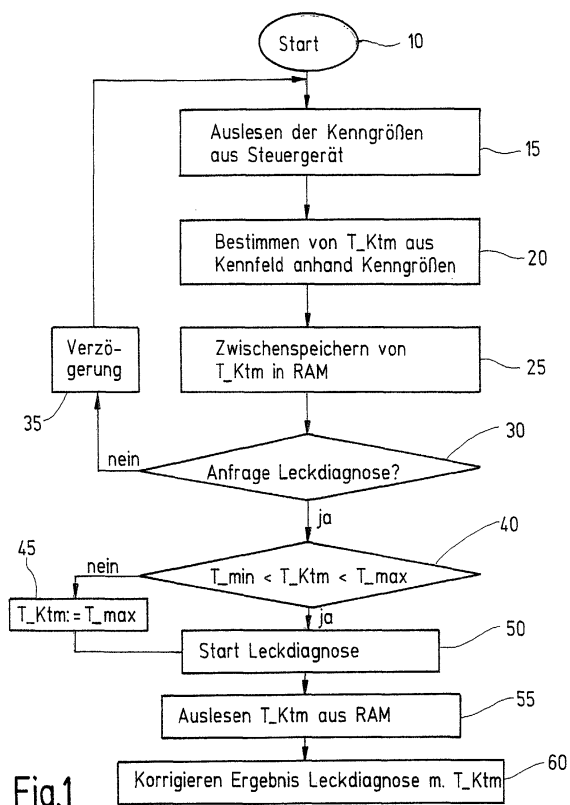 Start
10
Auslesen der Kenngrößen
aus Steuergerät
15
Bestimmen von T_Ktm aus
Kennfeld anhand Kenngrößen
20
Zwischenspeichern von
T_Ktm in RAM
25
Verzö-
gerung
35
30
nein
Anfrage Leckdiagnose?
ja
40
45
nein
T_min < T_Ktm < T_max
T_Ktm:= T_max
ja
50
Start Leckdiagnose
55
Auslesen T_Ktm aus RAM
60
Korrigieren Ergebnis Leckdiagnose m. T_Ktm
Fig.1